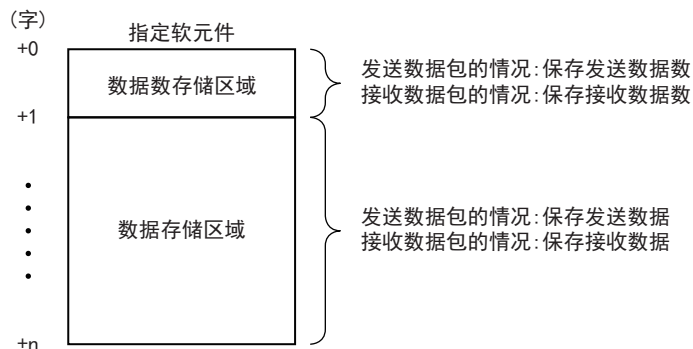 (字)
指定软元件
+0
数据数存储区域
发送数据包的情况:保存发送数据数
接收数据包的情况:保存接收数据数
+1
数据存储区域
发送数据包的情况:保存发送数据
接收数据包的情况:保存接收数据
+n